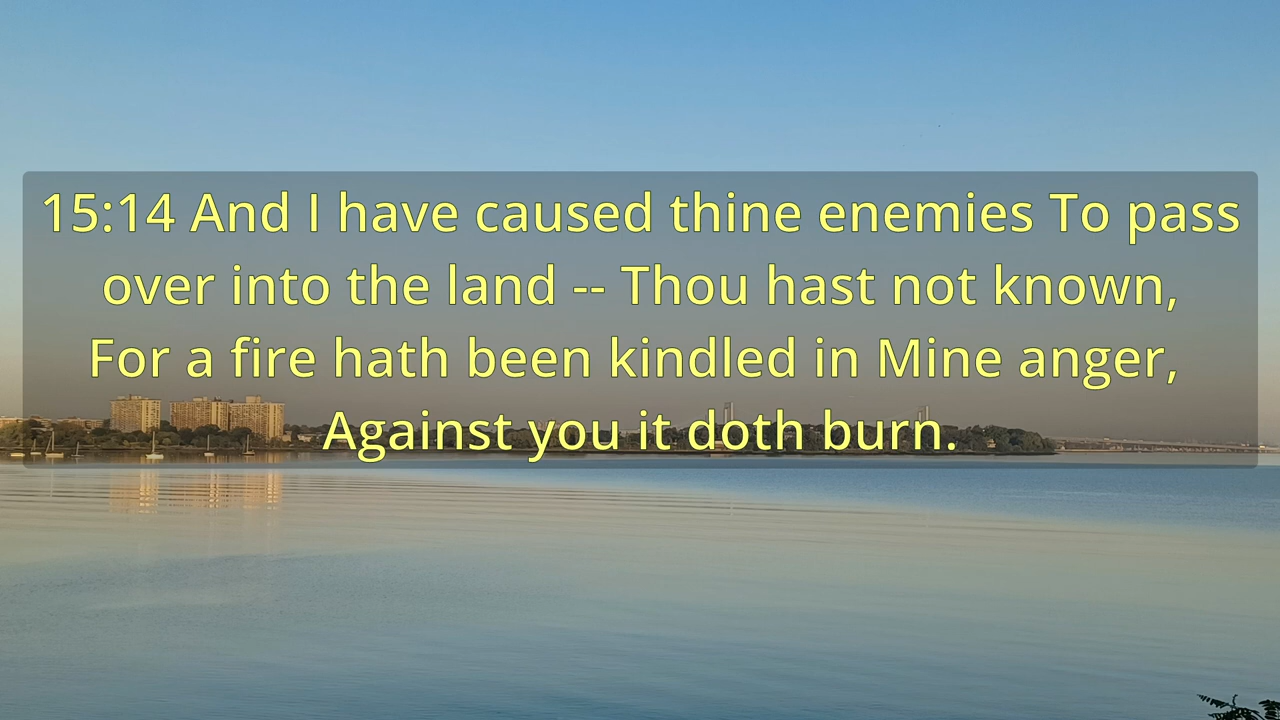 15:14 And I have caused thine enemies To pass
over into the land -- Thou hast not known,
For a fire hath been kindled in Mine anger,
Against you it doth burn.